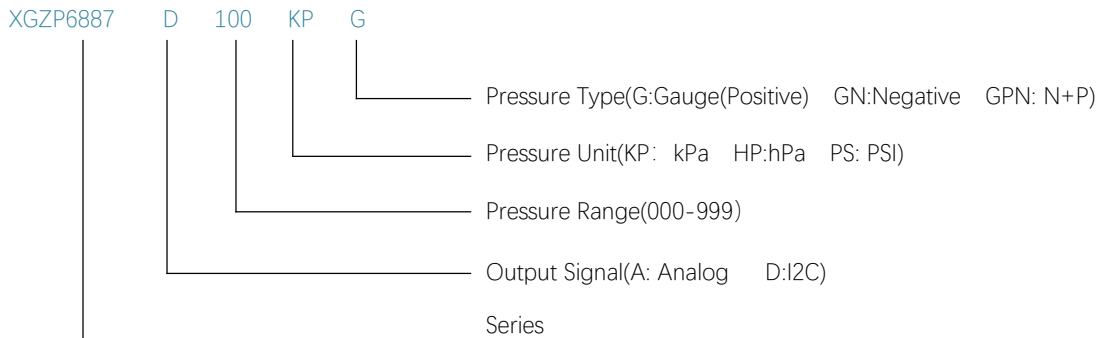 XGZP6887 D 100 KP G
Pressure Type(G:Gauge(Positive) GN:Negative GPN: N+P)
Pressure Unit(KP： kPa HP:hPa PS: PSI)
Pressure Range(000-999）
Output Signal(A: Analog D:I2C)
Series